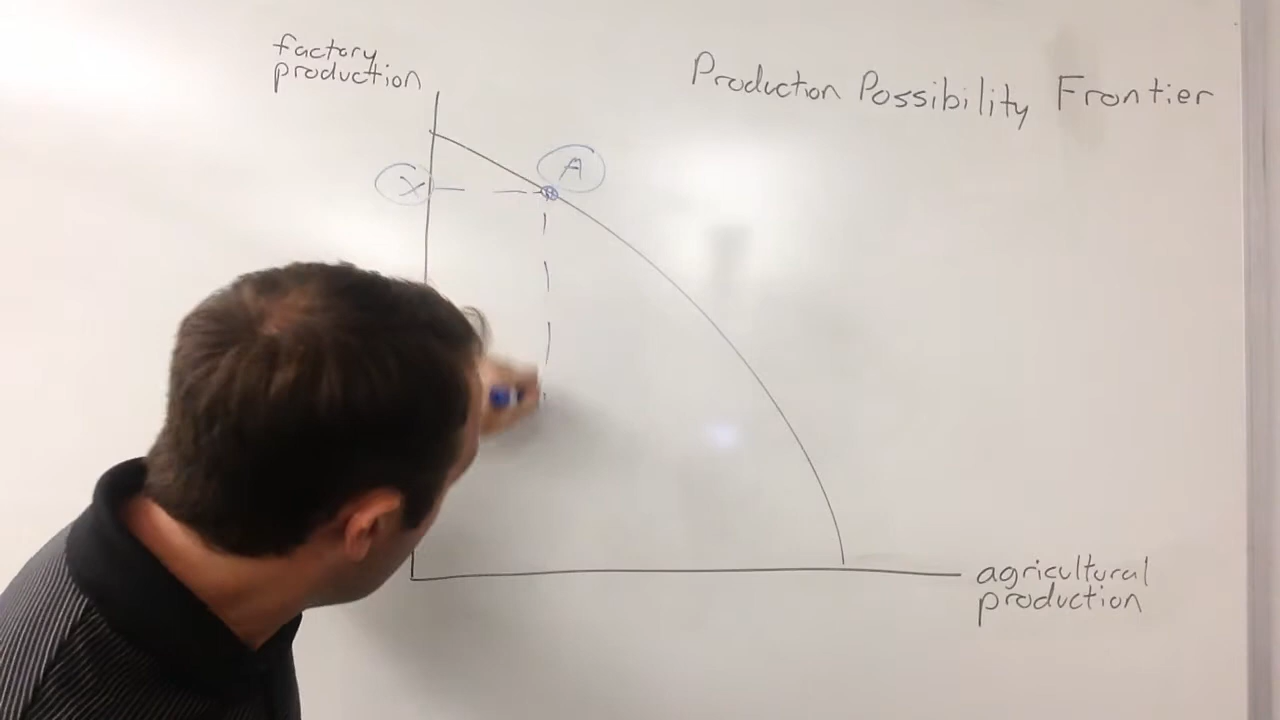 factory
production
Production Possibility Frontier
A
X
agricultural
production